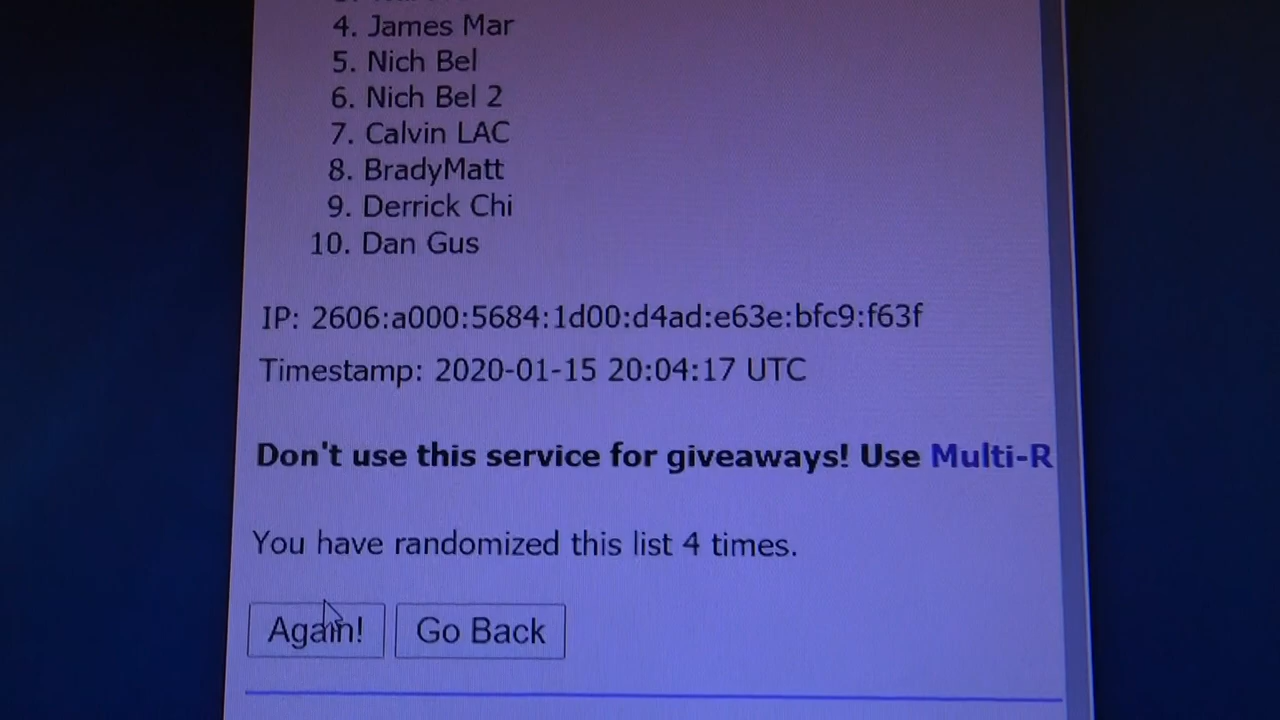 4. James Mar
5. Nich Bel
6. Nich Bel 2
7. Calvin LAC
8. BradyMatt
9. Derrick Chi
10. Dan Gus
IP: 2606:a000:5684:1d00:d4ad:e63e:bfc9:f63f
Timestamp: 2020-01-15 20:04:17 UTC
Don't use this service for giveaways! Use Multi-R
You have randomized this list 4 times.
Again! Go Back